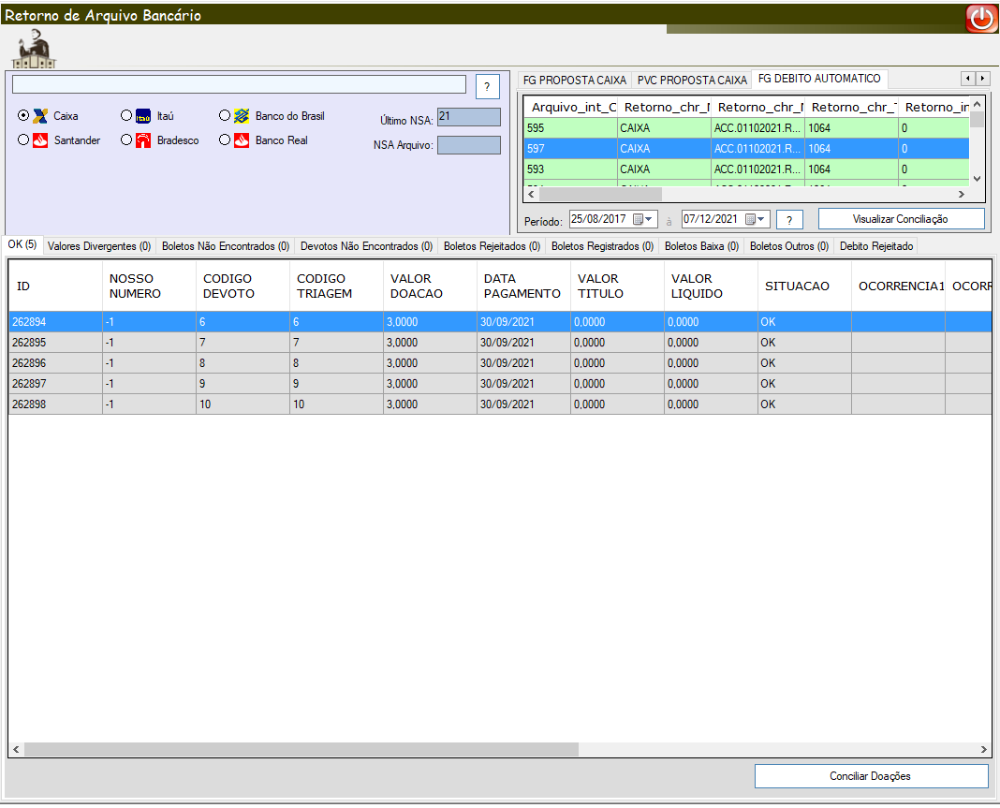 Retorno de Arquivo Bancário
?
Caixa Itaú Banco do Brasil
Santander Bradesco Banco Real
Último NSA: 21
NSA Arquivo:
FG PROPOSTA CAIXA PVC PROPOSTA CAIXA FG DEBITO AUTOMATICO
Arquivo_int_C Retorno_chr_N Retorno_chr_N Retorno_chr_T Retorno_in
595 CAIXA ACC.01102021.R... 1064 0
597 CAIXA ACC.01102021.R... 1064 0
593 CAIXA ACC.01102021.R... 1064 0
Período: 25/08/2017 à 07/12/2021 ? Visualizar Conciliação
OK (5) Valores Divergentes (0) Boletos Não Encontrados (0) Devotos Não Encontrados (0) Boletos Rejeitados (0) Boletos Registrados (0) Boletos Baixa (0) Boletos Outros (0) Debito Rejeitado
ID NOSSO NUMERO CODIGO DEVOTO CODIGO TRIAGEM VALOR DOACAO DATA PAGAMENTO VALOR TITULO VALOR LIQUIDO SITUACAO OCORRENCIA1 OCORR
262894 -1 6 6 3,0000 30/09/2021 0,0000 0,0000 OK
262895 -1 7 7 3,0000 30/09/2021 0,0000 0,0000 OK
262896 -1 8 8 3,0000 30/09/2021 0,0000 0,0000 OK
262897 -1 9 9 3,0000 30/09/2021 0,0000 0,0000 OK
262898 -1 10 10 3,0000 30/09/2021 0,0000 0,0000 OK
Conciliar Doações